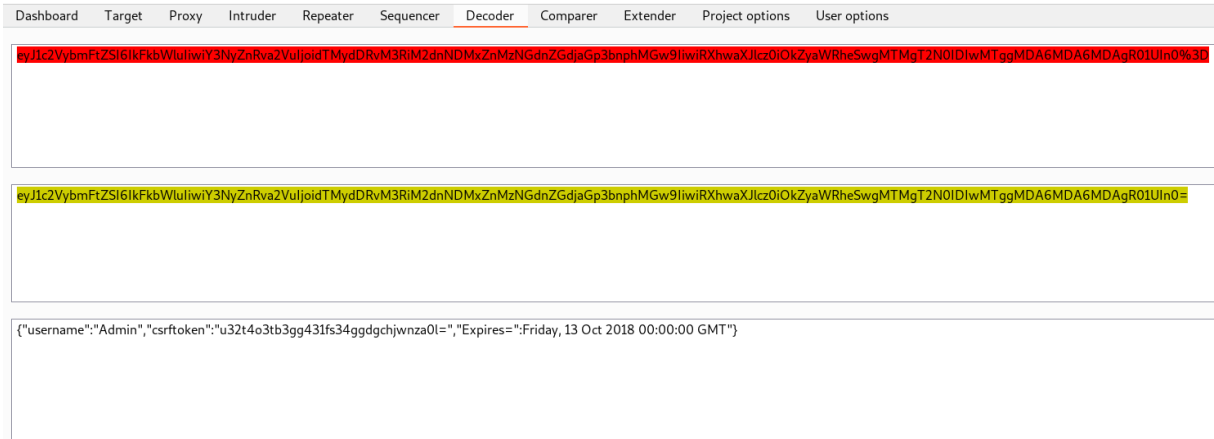 Dashboard Target Proxy Intruder Repeater Sequencer Decoder Comparer Extender Project options User options
eyJ1c2VybmFtZSI6IkFkbWluIiwiY3NyZnRva2VuIjoidTMydDRvM3RiM2dnNDMxZnMzNGdnZGdjaGp3bnphMGw9IiwiRXhwaXJlcz0iOkZyaWRheSwgMTMgT2N0IDIwMTggMDA6MDA6MDAgR01UIn0%3D
eyJ1c2VybmFtZSI6IkFkbWluIiwiY3NyZnRva2VuIjoidTMydDRvM3RiM2dnNDMxZnMzNGdnZGdjaGp3bnphMGw9IiwiRXhwaXJlcz0iOkZyaWRheSwgMTMgT2N0IDIwMTggMDA6MDA6MDAgR01UIn0=
{"username":"Admin","csrftoken":"u32t4o3tb3gg431fs34ggdgchjwnza0l=","Expires=":Friday, 13 Oct 2018 00:00:00 GMT"}